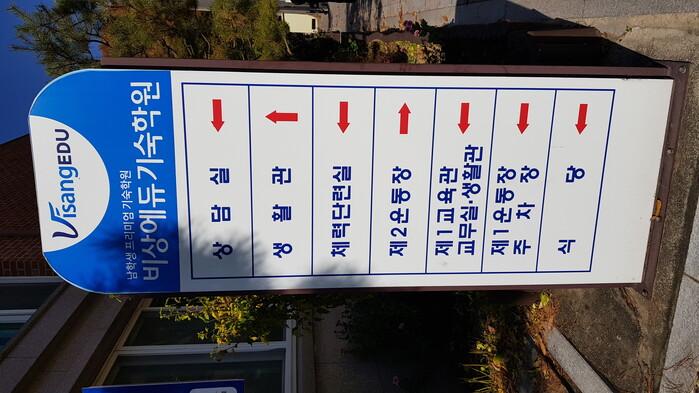 VisangEDU
남학생 프리미엄 기숙학원
비상에듀 기숙학원
상 담 실
생 활 관
체력단련실
제2운동장
제1교육관
교무실·생활관
제1운동장
주 차 장
식 당